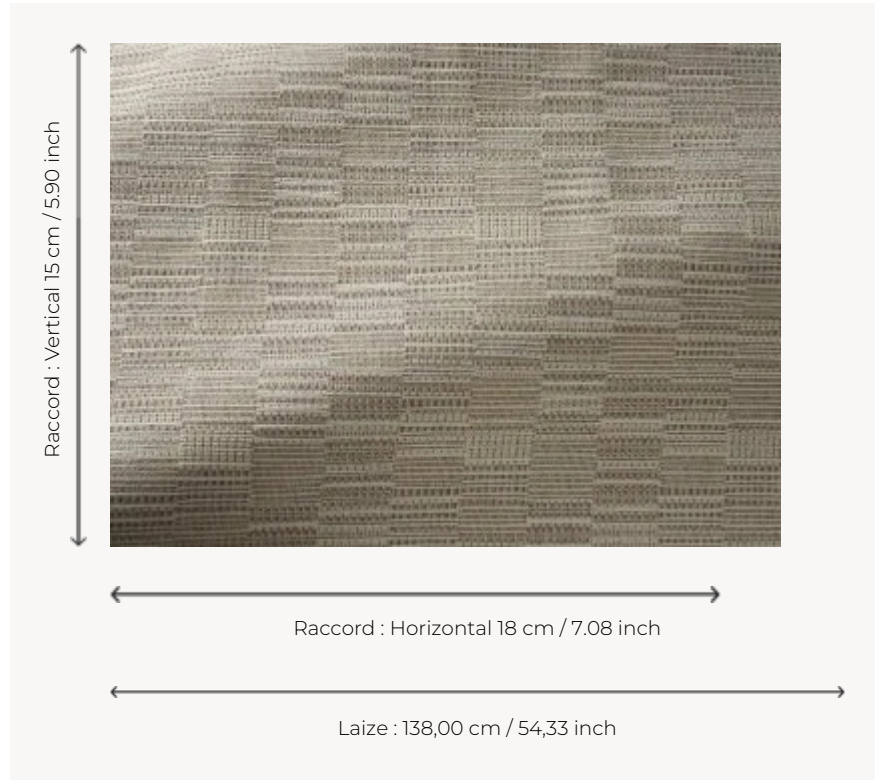 Raccord : Vertical 15 cm / 5.90 inch
Raccord : Horizontal 18 cm / 7.08 inch
Laize : 138,00 cm / 54,33 inch